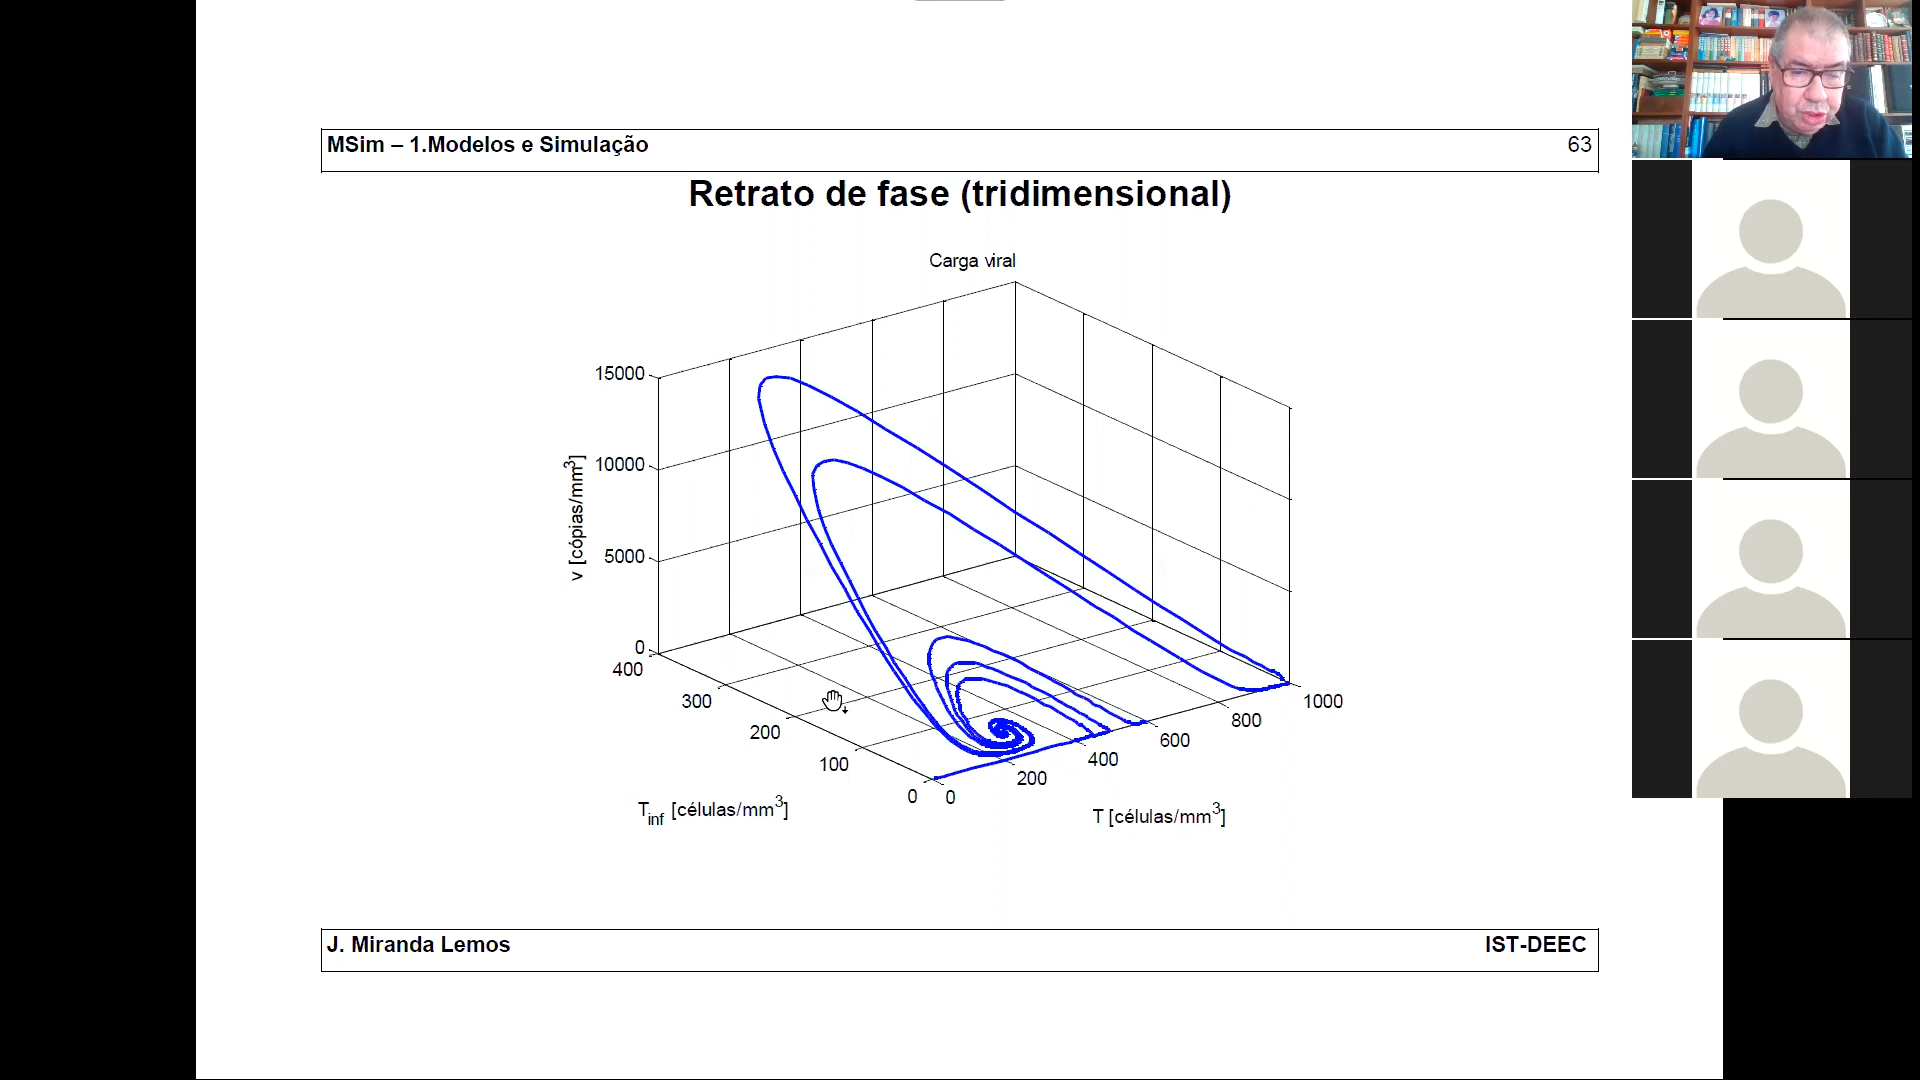 MSim – 1.Modelos e Simulação 63
Retrato de fase (tridimensional)
Carga viral
15000
10000
5000
0
v [cópias/mm3]
400
300
200
100
0
Tinf [células/mm3]
0
200
400
600
800
1000
T [células/mm3]
J. Miranda Lemos IST-DEEC